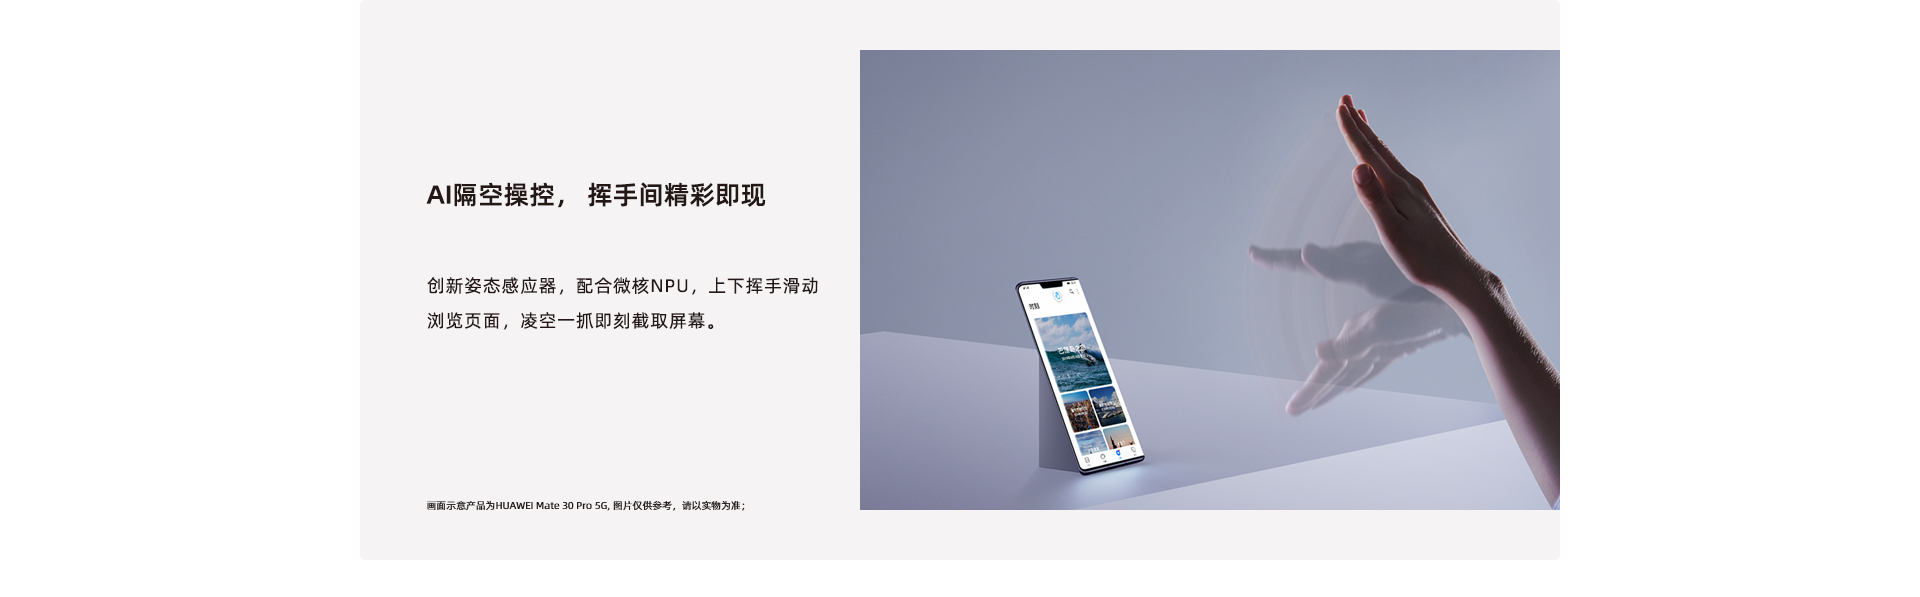 AI隔空操控， 挥手间精彩即现
创新姿态感应器，配合微核NPU，上下挥手滑动
浏览页面，凌空一抓即刻截取屏幕。
画面示意产品为HUAWEI Mate 30 Pro 5G, 图片仅供参考，请以实物为准；
时刻